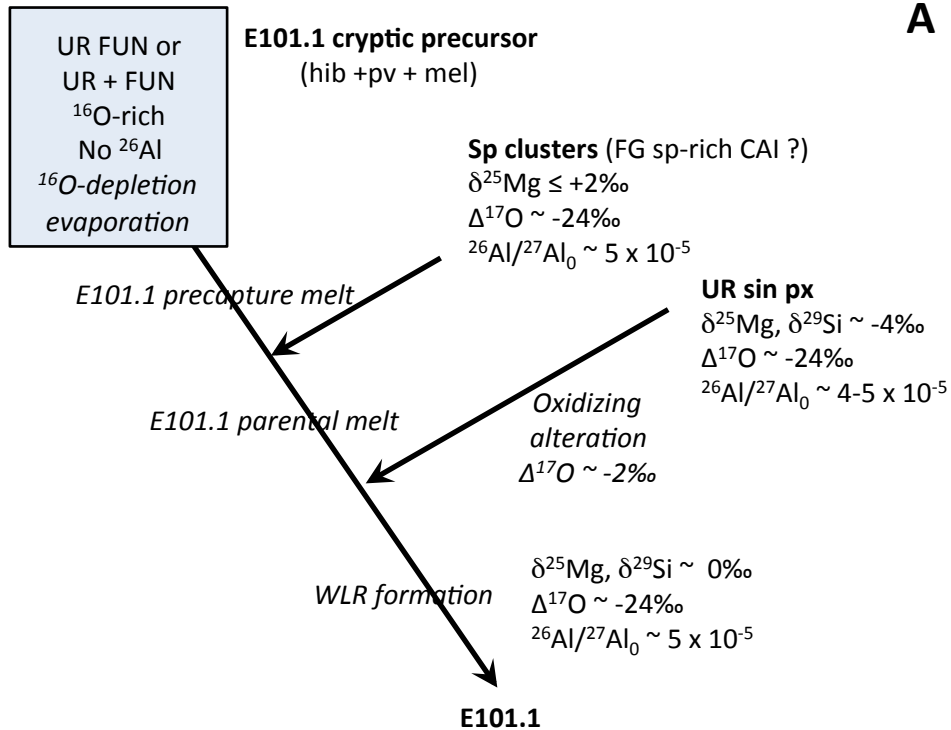 A
UR FUN or
UR + FUN
¹⁶O-rich
No ²⁶Al
¹⁶O-depletion
evaporation
E101.1 cryptic precursor
(hib +pv + mel)
Sp clusters (FG sp-rich CAI ?)
δ²⁵Mg ≤ +2‰
Δ¹⁷O ~ -24‰
²⁶Al/²⁷Al₀ ~ 5 x 10⁻⁵
E101.1 precapture melt
UR sin px
δ²⁵Mg, δ²⁹Si ~ -4‰
Δ¹⁷O ~ -24‰
²⁶Al/²⁷Al₀ ~ 4-5 x 10⁻⁵
E101.1 parental melt
Oxidizing
alteration
Δ¹⁷O ~ -2‰
WLR formation
δ²⁵Mg, δ²⁹Si ~ 0‰
Δ¹⁷O ~ -24‰
²⁶Al/²⁷Al₀ ~ 5 x 10⁻⁵
E101.1